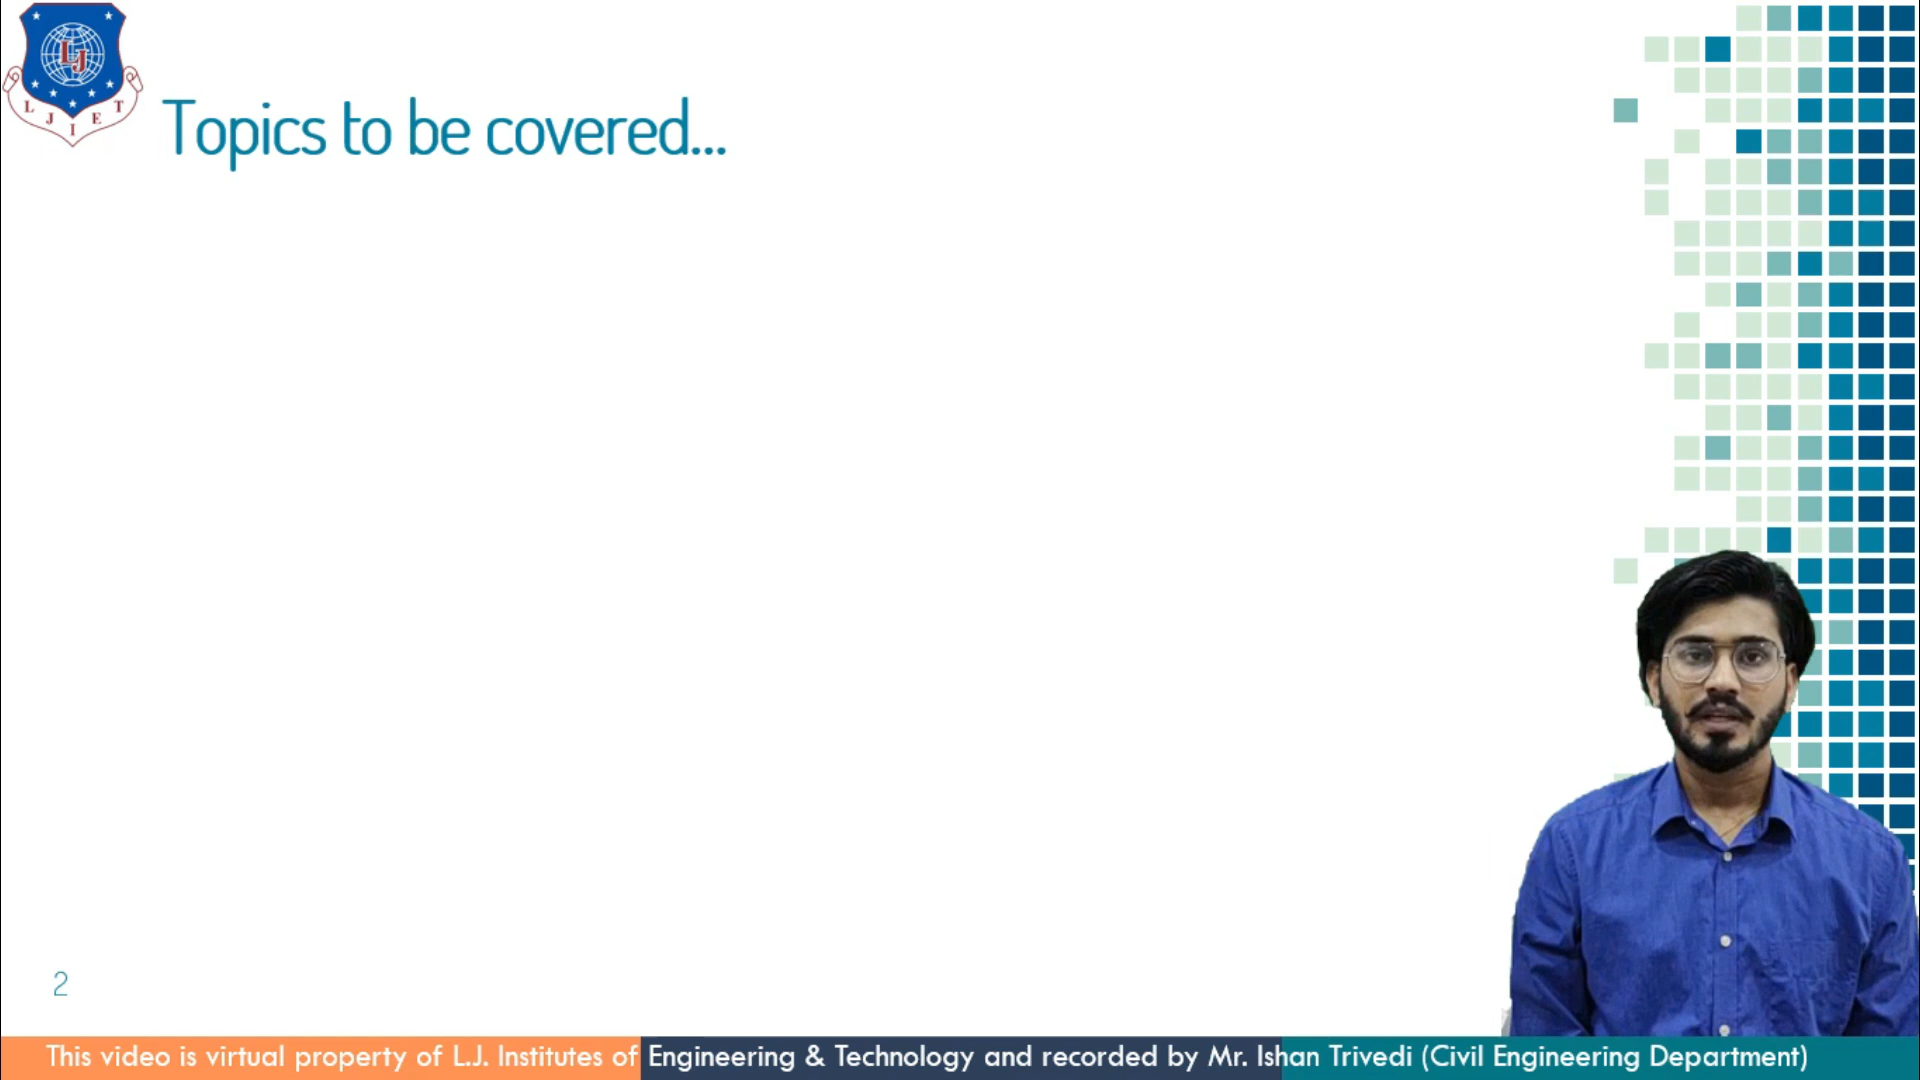 LJ
L J I E T
Topics to be covered...
2
This video is virtual property of L.J. Institutes of Engineering & Technology and recorded by Mr. Ishan Trivedi (Civil Engineering Department)